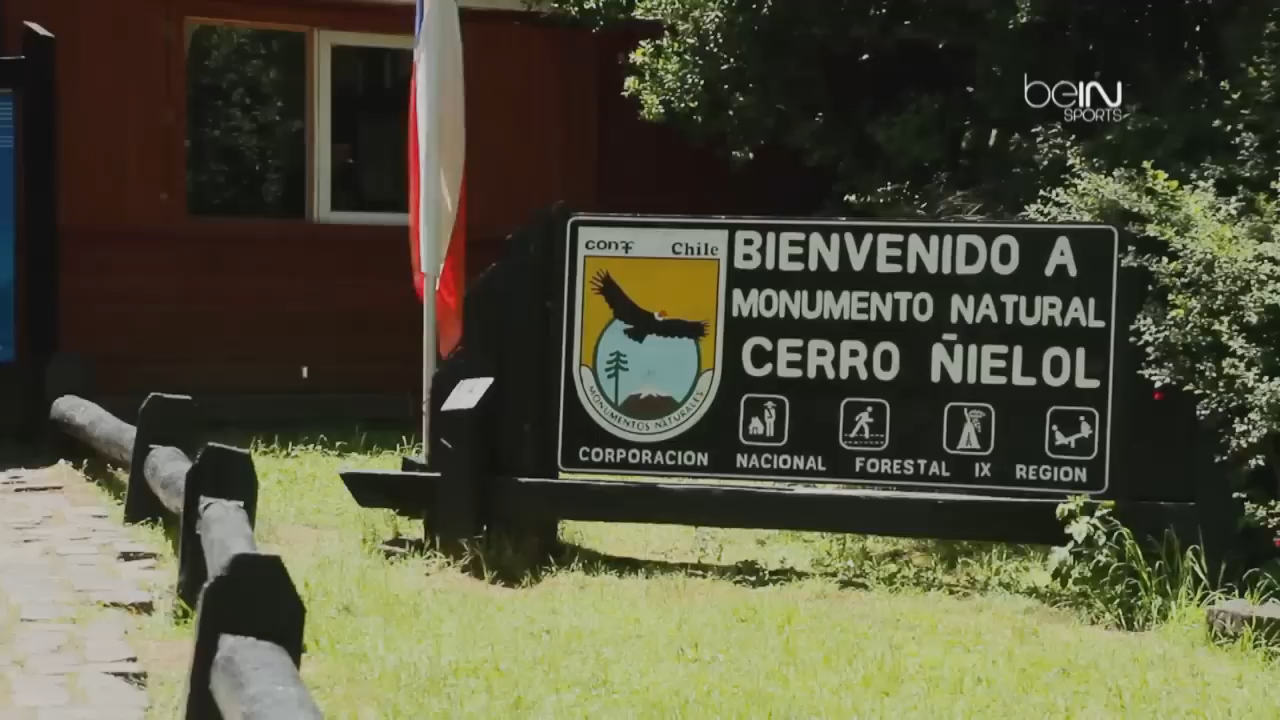 beIN
SPORTS
conaf Chile
BIENVENIDO A
MONUMENTO NATURAL
CERRO ÑIELOL
MONUMENTOS NATURALES
CORPORACION NACIONAL FORESTAL IX REGION